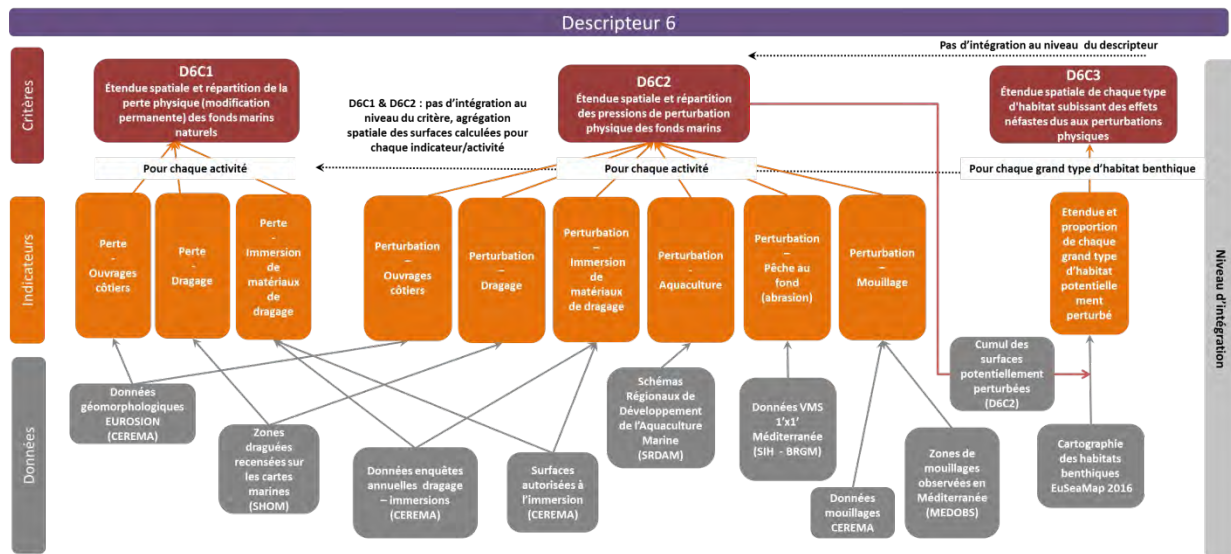 Descripteur 6
Critères
Pas d'intégration au niveau du descripteur
D6C1
Étendue spatiale et répartition de la
perte physique (modification
permanente) des fonds marins
naturels
D6C1 & D6C2 : pas d'intégration au
niveau du critère, agrégation
spatiale des surfaces calculées pour
chaque indicateur/activité
D6C2
Étendue spatiale et répartition
des pressions de perturbation
physique des fonds marins
D6C3
Étendue spatiale de chaque type
d'habitat subissant des effets
néfastes dus aux perturbations
physiques
Pour chaque activité
Pour chaque activité
Pour chaque grand type d'habitat benthique
Niveau d'intégration
Indicateurs
Perte
-
Ouvrages
côtiers
Perte
-
Dragage
Perte
-
Immersion
de
matériaux
de
dragage
Perturbation
–
Ouvrages
côtiers
Perturbation
–
Dragage
Perturbation
–
Immersion de
matériaux
de dragage
Perturbation
-
Aquaculture
Perturbation
–
Pêche au
fond
(abrasion)
Perturbation
–
Mouillage
Etendue et
proportion
de chaque
grand type
d'habitat
potentielle
ment
perturbé
Données
Données
géomorphologiques
EUROSION
(CEREMA)
Zones
draguées
recensées sur
les cartes
marines
(SHOM)
Données enquêtes
annuelles dragage
– immersions
(CEREMA)
Surfaces
autorisées à
l'immersion
(CEREMA)
Schémas
Régionaux de
Développement
de l'Aquaculture
Marine
(SRDAM)
Données VMS
1'x1'
Méditerranée
(SIH - BRGM)
Données
mouillages
CEREMA
Zones de
mouillages
observées en
Méditerranée
(MEDOBS)
Cumul des
surfaces
potentiellement
perturbées
(D6C2)
Cartographie
des habitats
benthiques
EuSeaMap 2016